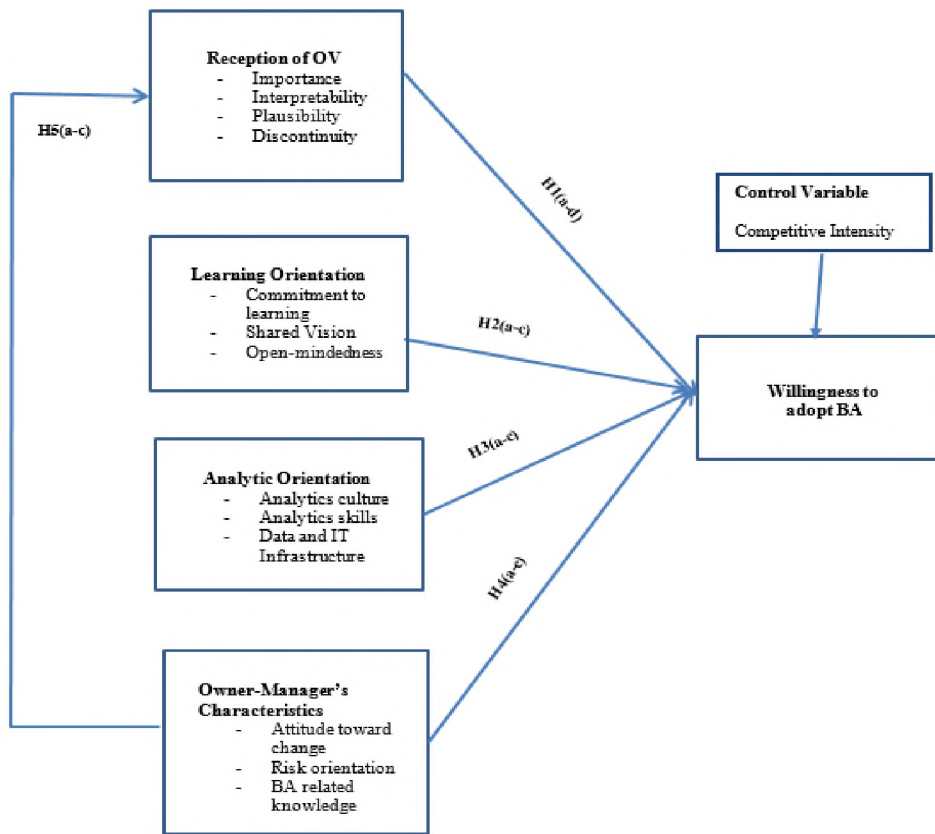 Reception of OV
- Importance
- Interpretability
- Plausibility
- Discontinuity
H5(a-c)
H1(a-d)
Control Variable
Competitive Intensity
Learning Orientation
- Commitment to
learning
- Shared Vision
- Open-mindedness
H2(a-c)
Willingness to
adopt BA
Analytic Orientation
- Analytics culture
- Analytics skills
- Data and IT
Infrastructure
H3(a-c)
H4(a-c)
Owner-Manager's
Characteristics
- Attitude toward
change
- Risk orientation
- BA related
knowledge